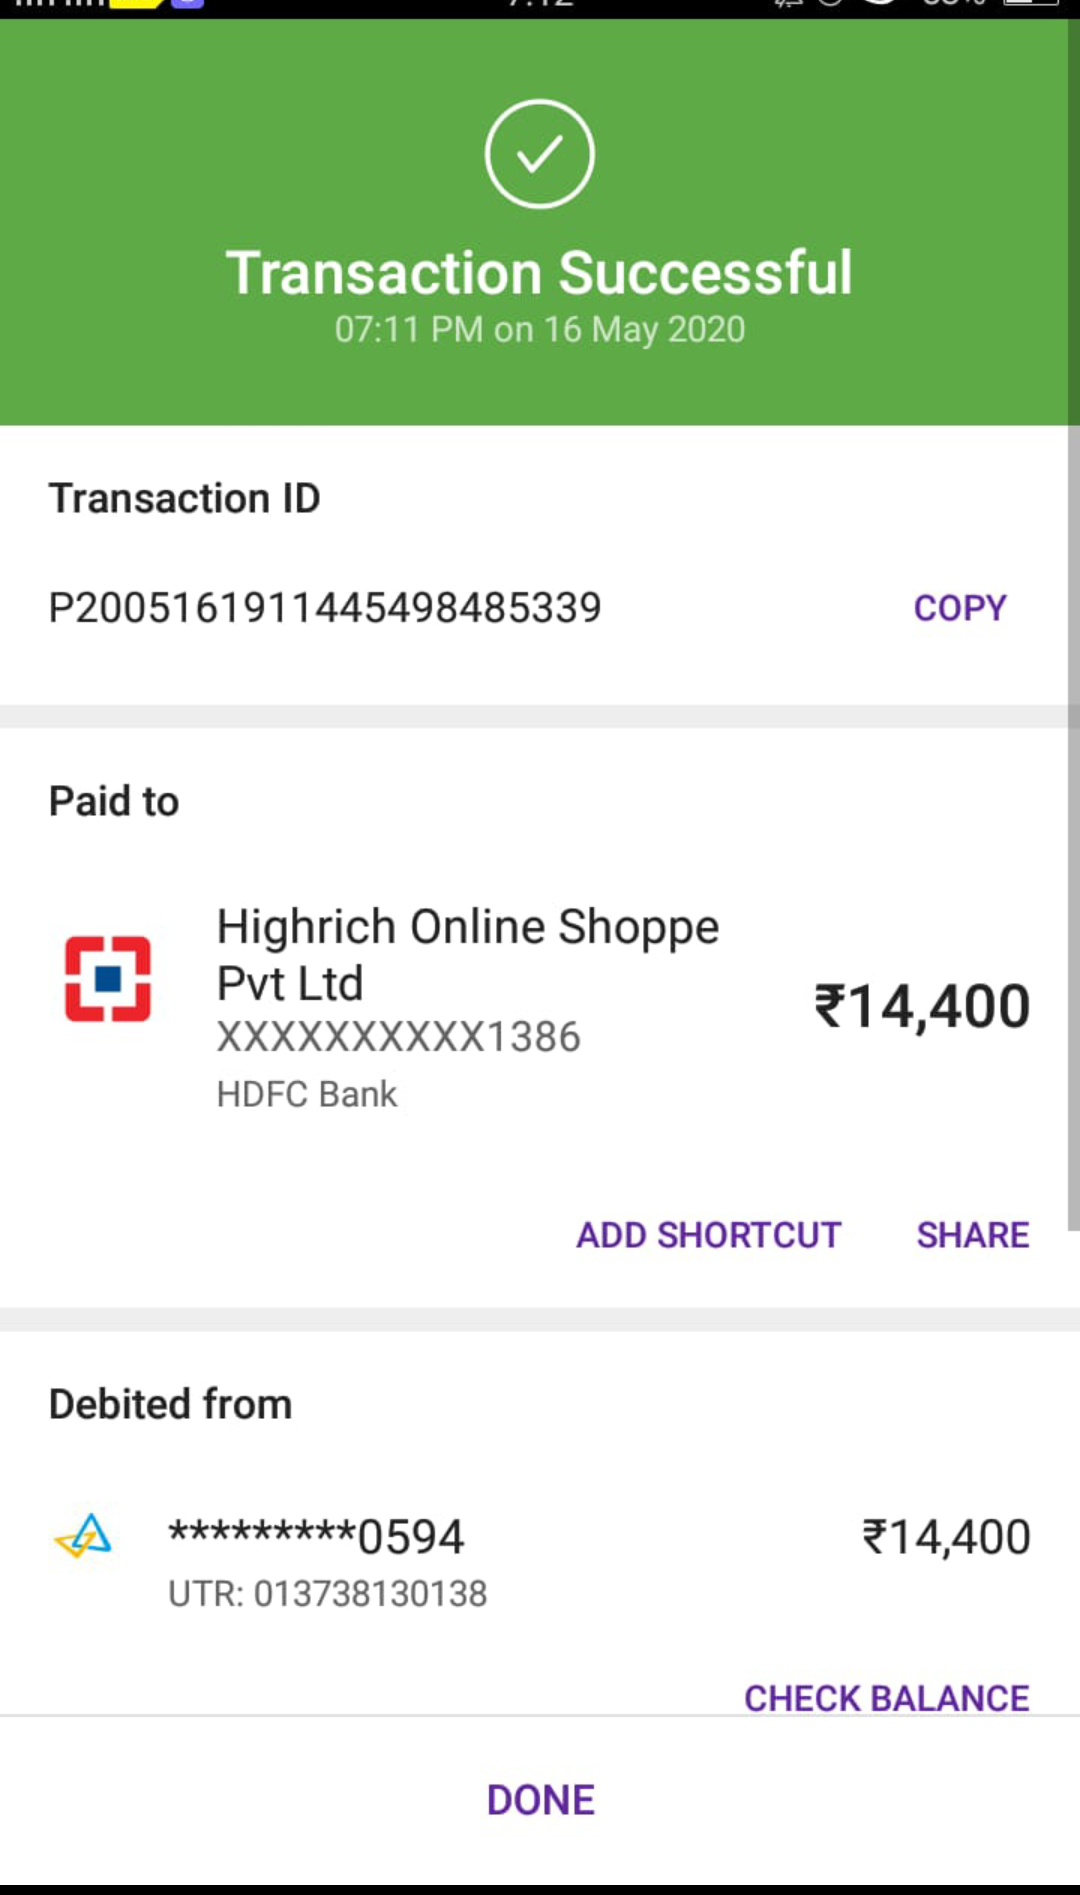 Transaction Successful
07:11 PM on 16 May 2020
Transaction ID
P2005161911445498485339
COPY
Paid to
Highrich Online Shoppe
Pvt Ltd
₹14,400
XXXXXXXXXX1386
HDFC Bank
ADD SHORTCUT
SHARE
Debited from
*********0594
₹14,400
UTR: 013738130138
CHECK BALANCE
DONE